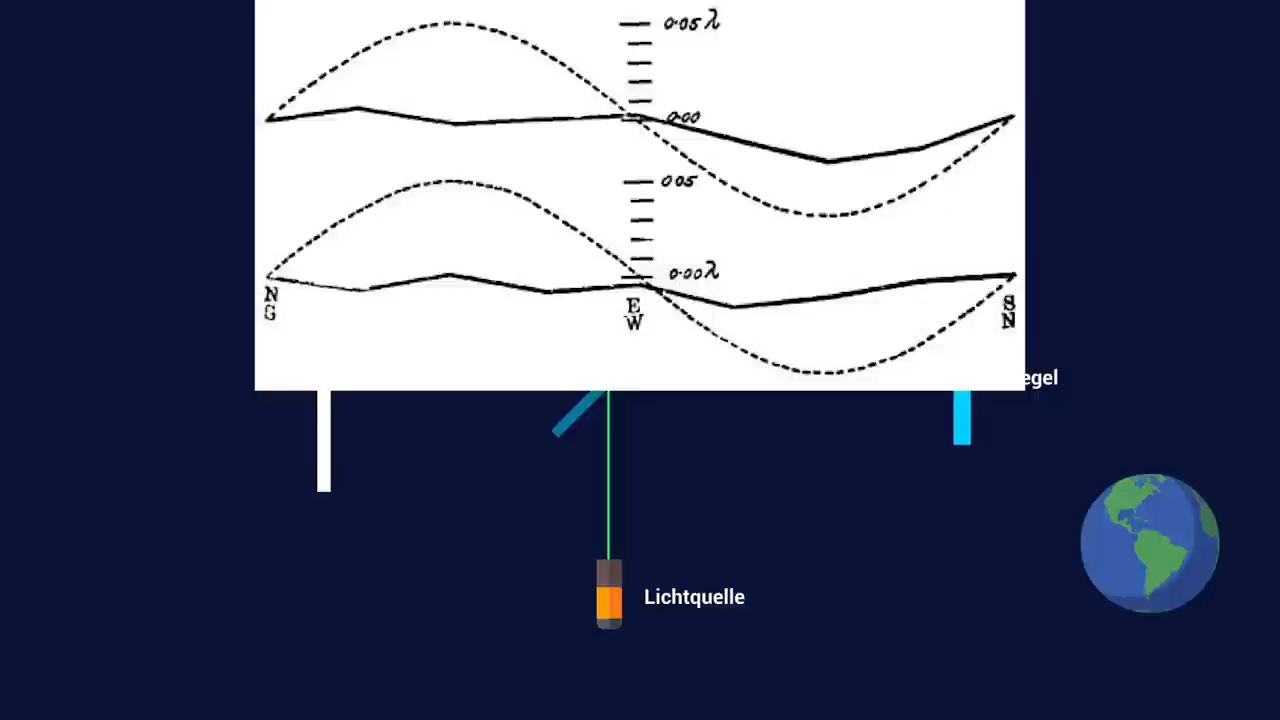 0.05 λ
0.00
0.05
0.00 λ
N
G
E
W
S
N
egel
Lichtquelle